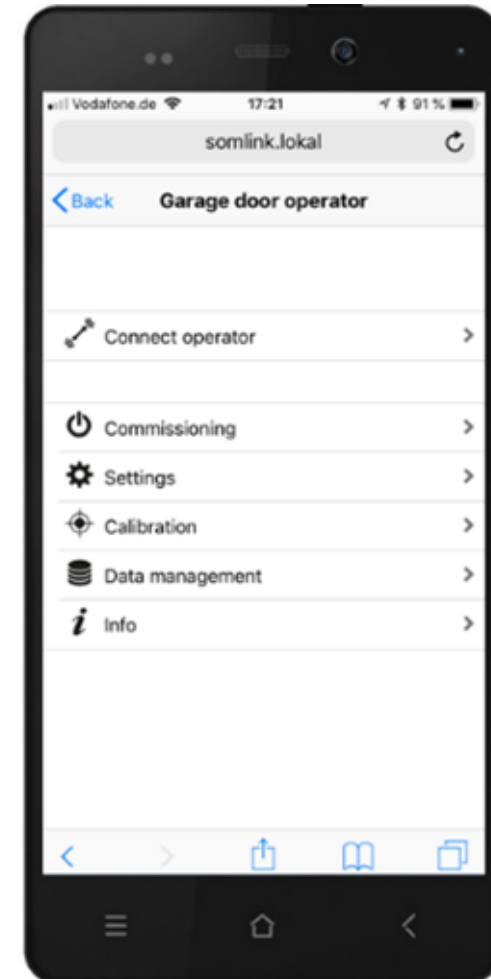 Vodafone.de 17:21 91 %
somlink.lokal
Back Garage door operator
Connect operator
Commissioning
Settings
Calibration
Data management
i Info